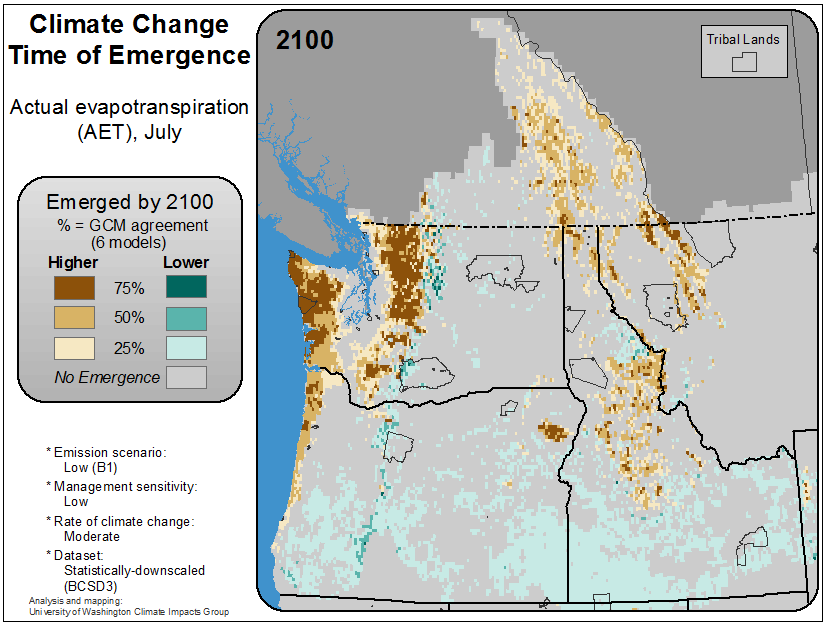 Climate Change
Time of Emergence
Actual evapotranspiration
(AET), July
Emerged by 2100
% = GCM agreement
(6 models)
Higher Lower
75%
50%
25%
No Emergence
* Emission scenario:
Low (B1)
* Management sensitivity:
Low
* Rate of climate change:
Moderate
* Dataset:
Statistically-downscaled
(BCSD3)
Analysis and mapping:
University of Washington Climate Impacts Group
2100
Tribal Lands